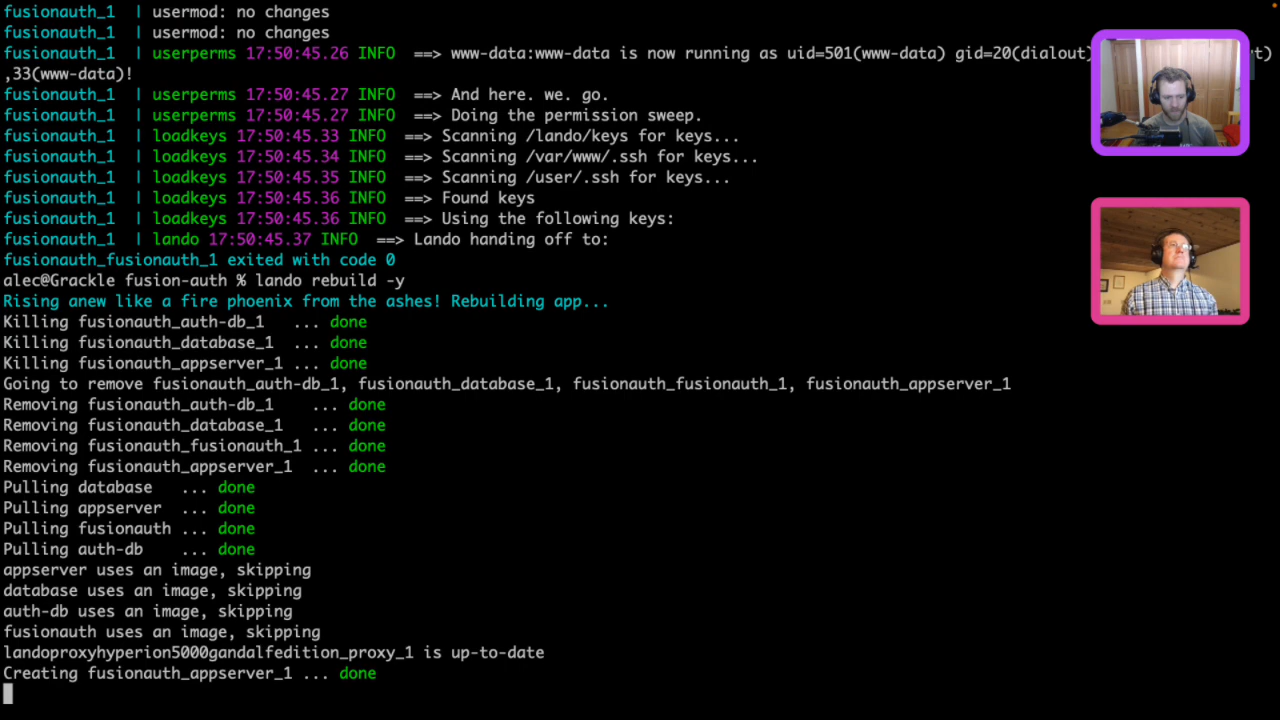 fusionauth_1  | usermod: no changes
fusionauth_1  | usermod: no changes
fusionauth_1  | userperms 17:50:45.26 INFO  ==> www-data:www-data is now running as uid=501(www-data) gid=20(dialout)
,33(www-data)!
fusionauth_1  | userperms 17:50:45.27 INFO  ==> And here. we. go.
fusionauth_1  | userperms 17:50:45.27 INFO  ==> Doing the permission sweep.
fusionauth_1  | loadkeys 17:50:45.33 INFO  ==> Scanning /lando/keys for keys...
fusionauth_1  | loadkeys 17:50:45.34 INFO  ==> Scanning /var/www/.ssh for keys...
fusionauth_1  | loadkeys 17:50:45.35 INFO  ==> Scanning /user/.ssh for keys...
fusionauth_1  | loadkeys 17:50:45.36 INFO  ==> Found keys
fusionauth_1  | loadkeys 17:50:45.36 INFO  ==> Using the following keys:
fusionauth_1  | lando 17:50:45.37 INFO  ==> Lando handing off to:
fusionauth_fusionauth_1 exited with code 0
alec@Grackle fusion-auth % lando rebuild -y
Rising anew like a fire phoenix from the ashes! Rebuilding app...
Killing fusionauth_auth-db_1   ... done
Killing fusionauth_database_1  ... done
Killing fusionauth_appserver_1 ... done
Going to remove fusionauth_auth-db_1, fusionauth_database_1, fusionauth_fusionauth_1, fusionauth_appserver_1
Removing fusionauth_auth-db_1    ... done
Removing fusionauth_database_1   ... done
Removing fusionauth_fusionauth_1 ... done
Removing fusionauth_appserver_1  ... done
Pulling database   ... done
Pulling appserver  ... done
Pulling fusionauth ... done
Pulling auth-db    ... done
appserver uses an image, skipping
database uses an image, skipping
auth-db uses an image, skipping
fusionauth uses an image, skipping
landoproxyhyperion5000gandalfedition_proxy_1 is up-to-date
Creating fusionauth_appserver_1 ... done